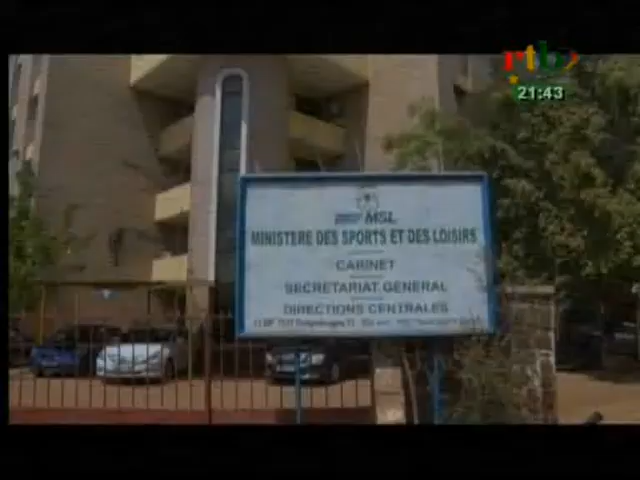 rtb
21:43
MSL
MINISTERE DES SPORTS ET DES LOISIRS
CABINET
SECRETARIAT GENERAL
DIRECTIONS CENTRALES